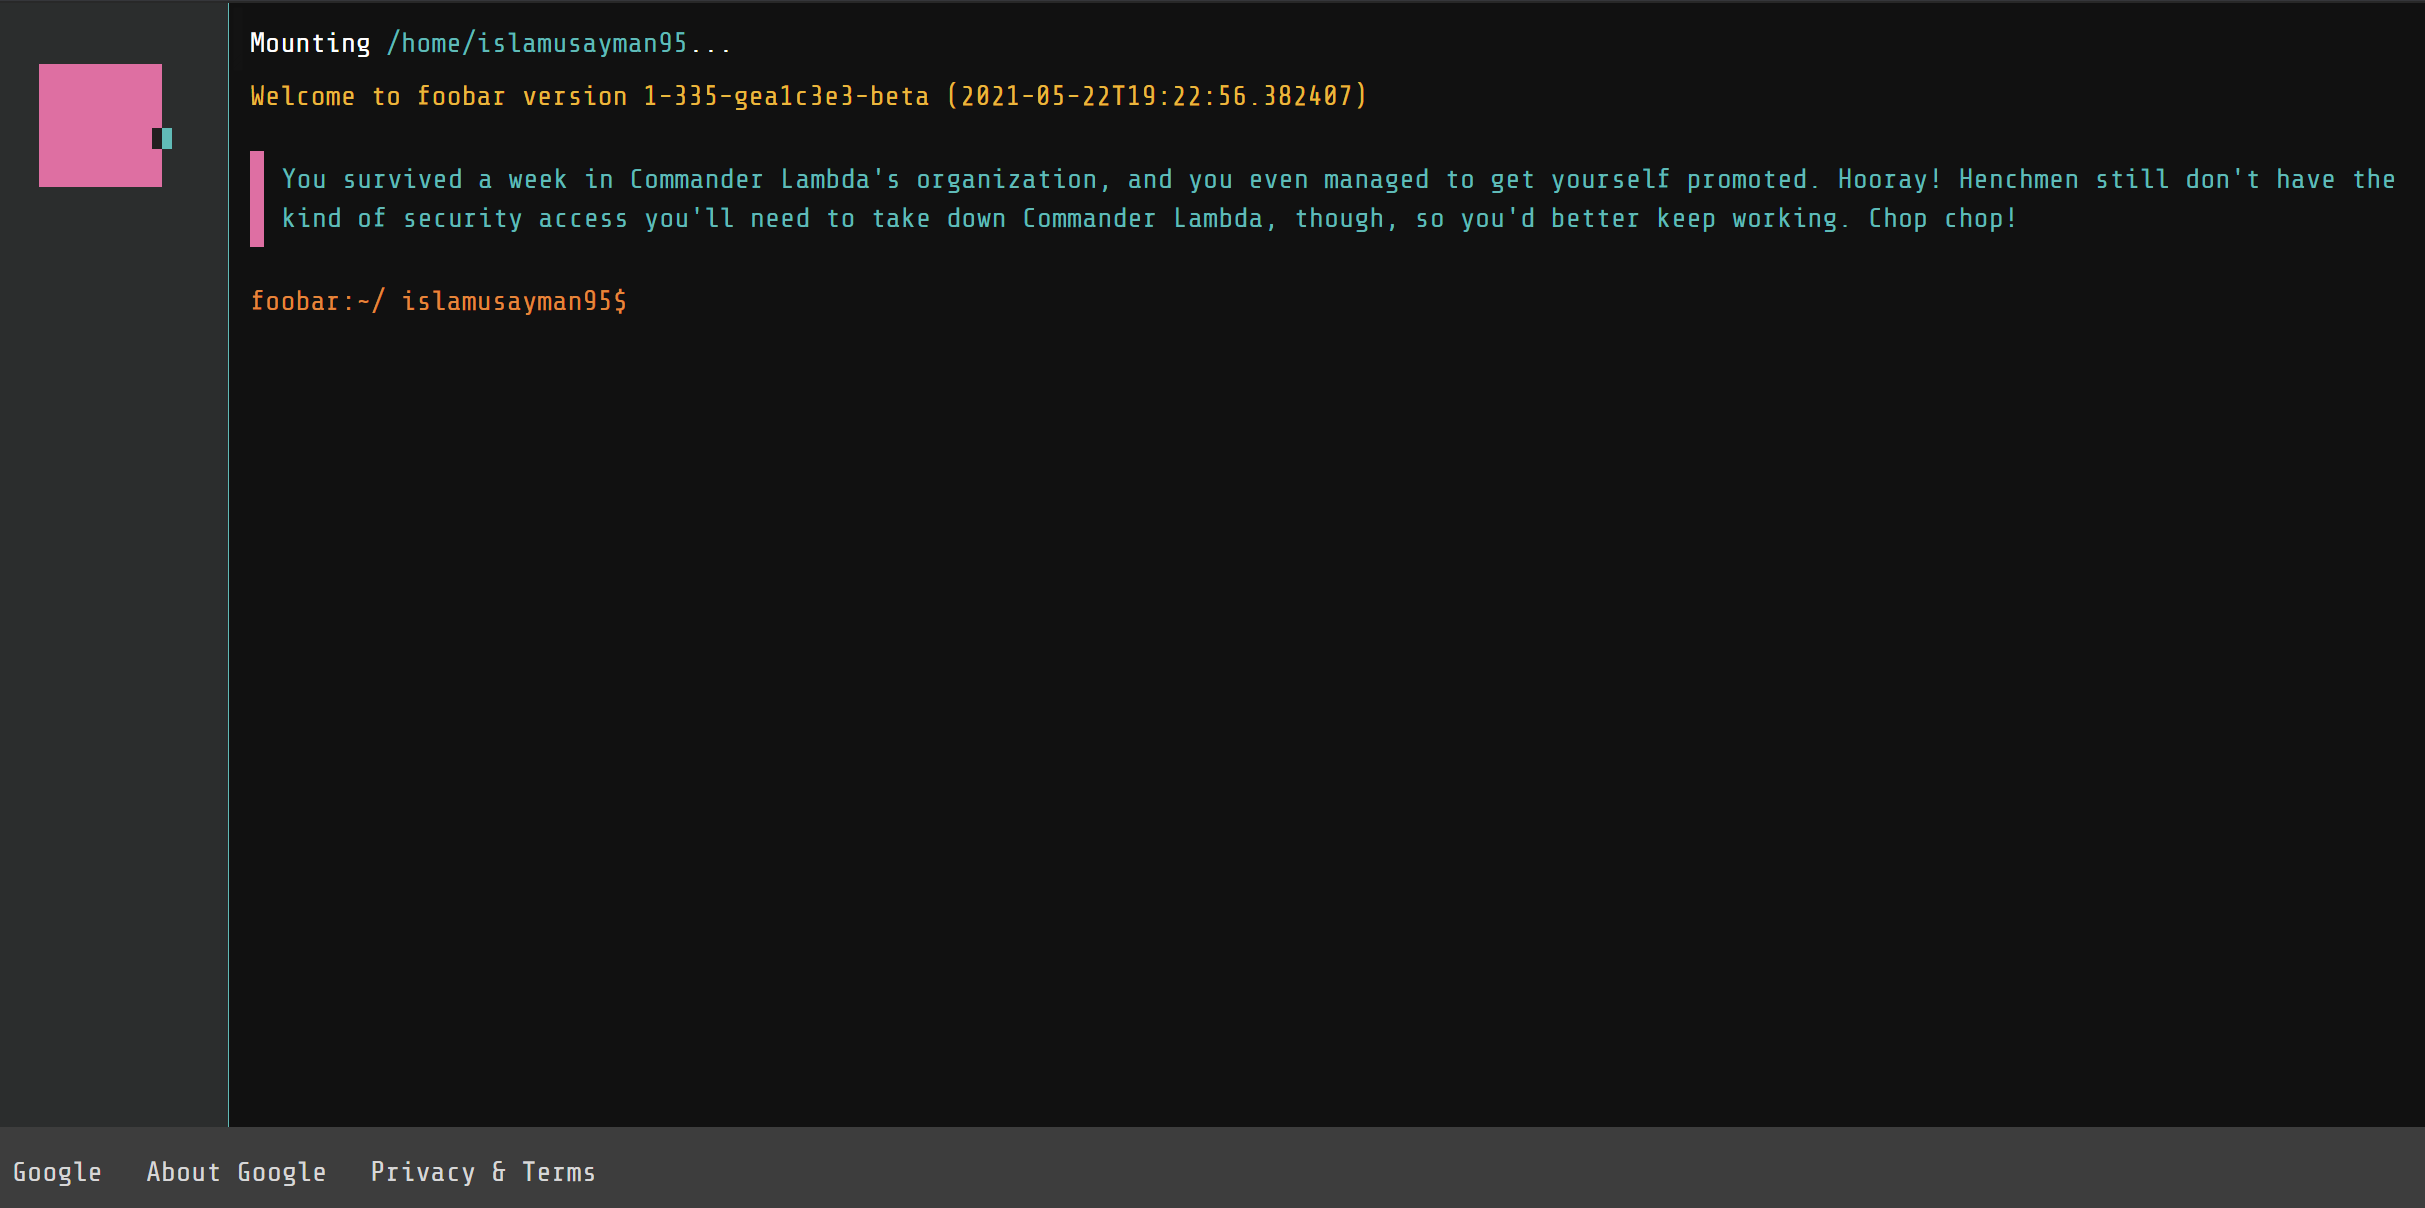 Mounting /home/islamusayman95...
Welcome to foobar version 1-335-gea1c3e3-beta (2021-05-22T19:22:56.382407)
You survived a week in Commander Lambda's organization, and you even managed to get yourself promoted. Hooray! Henchmen still don't have the
kind of security access you'll need to take down Commander Lambda, though, so you'd better keep working. Chop chop!
foobar:~/ islamusayman95$
Google About Google Privacy & Terms